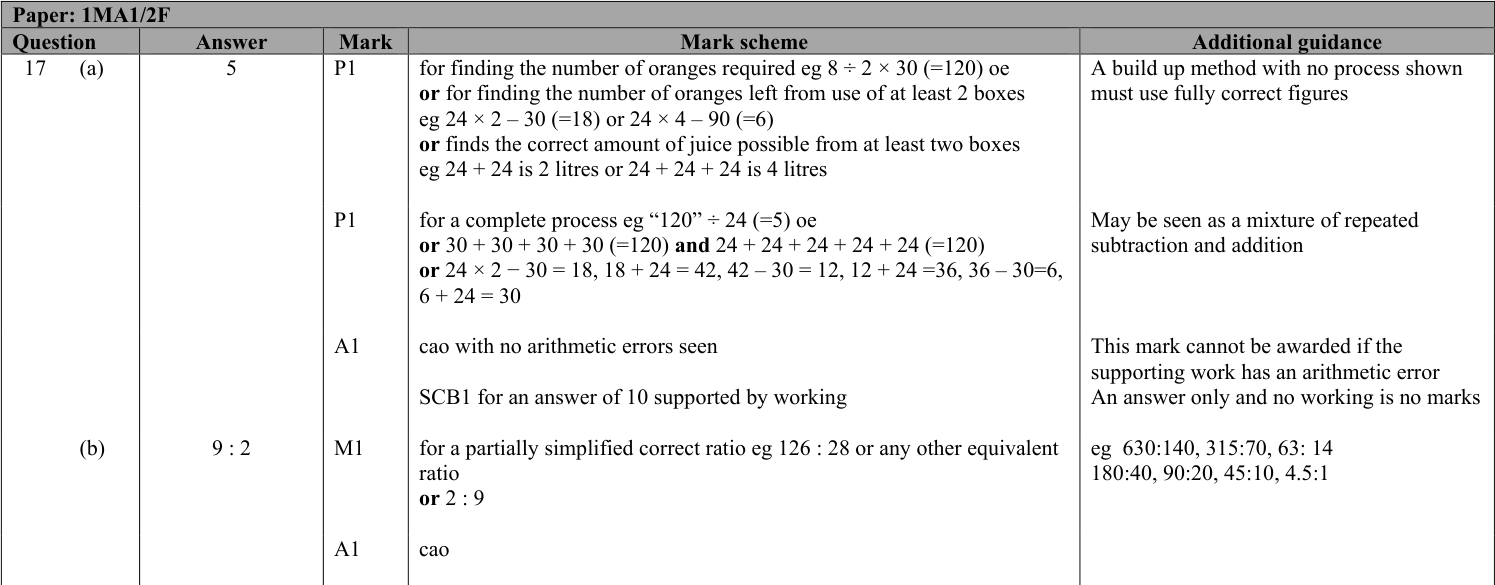 Paper: 1MA1/2F
Question Answer Mark Mark scheme Additional guidance
17 (a) 5 P1 for finding the number of oranges required eg 8 ÷ 2 × 30 (=120) oe A build up method with no process shown
or for finding the number of oranges left from use of at least 2 boxes must use fully correct figures
eg 24 × 2 – 30 (=18) or 24 × 4 – 90 (=6)
or finds the correct amount of juice possible from at least two boxes
eg 24 + 24 is 2 litres or 24 + 24 + 24 is 4 litres
P1 for a complete process eg “120” ÷ 24 (=5) oe May be seen as a mixture of repeated
or 30 + 30 + 30 + 30 (=120) and 24 + 24 + 24 + 24 + 24 (=120) subtraction and addition
or 24 × 2 − 30 = 18, 18 + 24 = 42, 42 – 30 = 12, 12 + 24 =36, 36 – 30=6,
6 + 24 = 30
A1 cao with no arithmetic errors seen This mark cannot be awarded if the
supporting work has an arithmetic error
SCB1 for an answer of 10 supported by working An answer only and no working is no marks
(b) 9 : 2 M1 for a partially simplified correct ratio eg 126 : 28 or any other equivalent eg 630:140, 315:70, 63: 14
ratio 180:40, 90:20, 45:10, 4.5:1
or 2 : 9
A1 cao